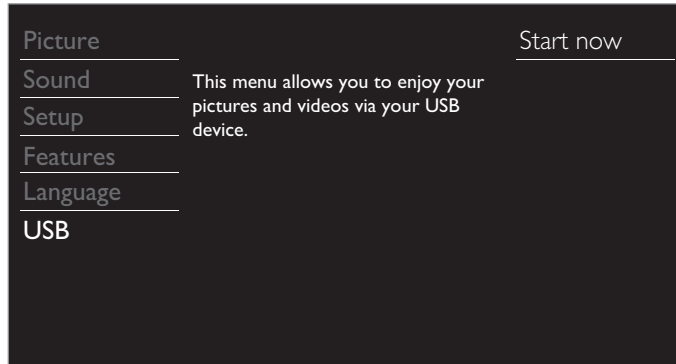 Picture
Sound
Setup
Features
Language
USB
This menu allows you to enjoy your
pictures and videos via your USB
device.
Start now